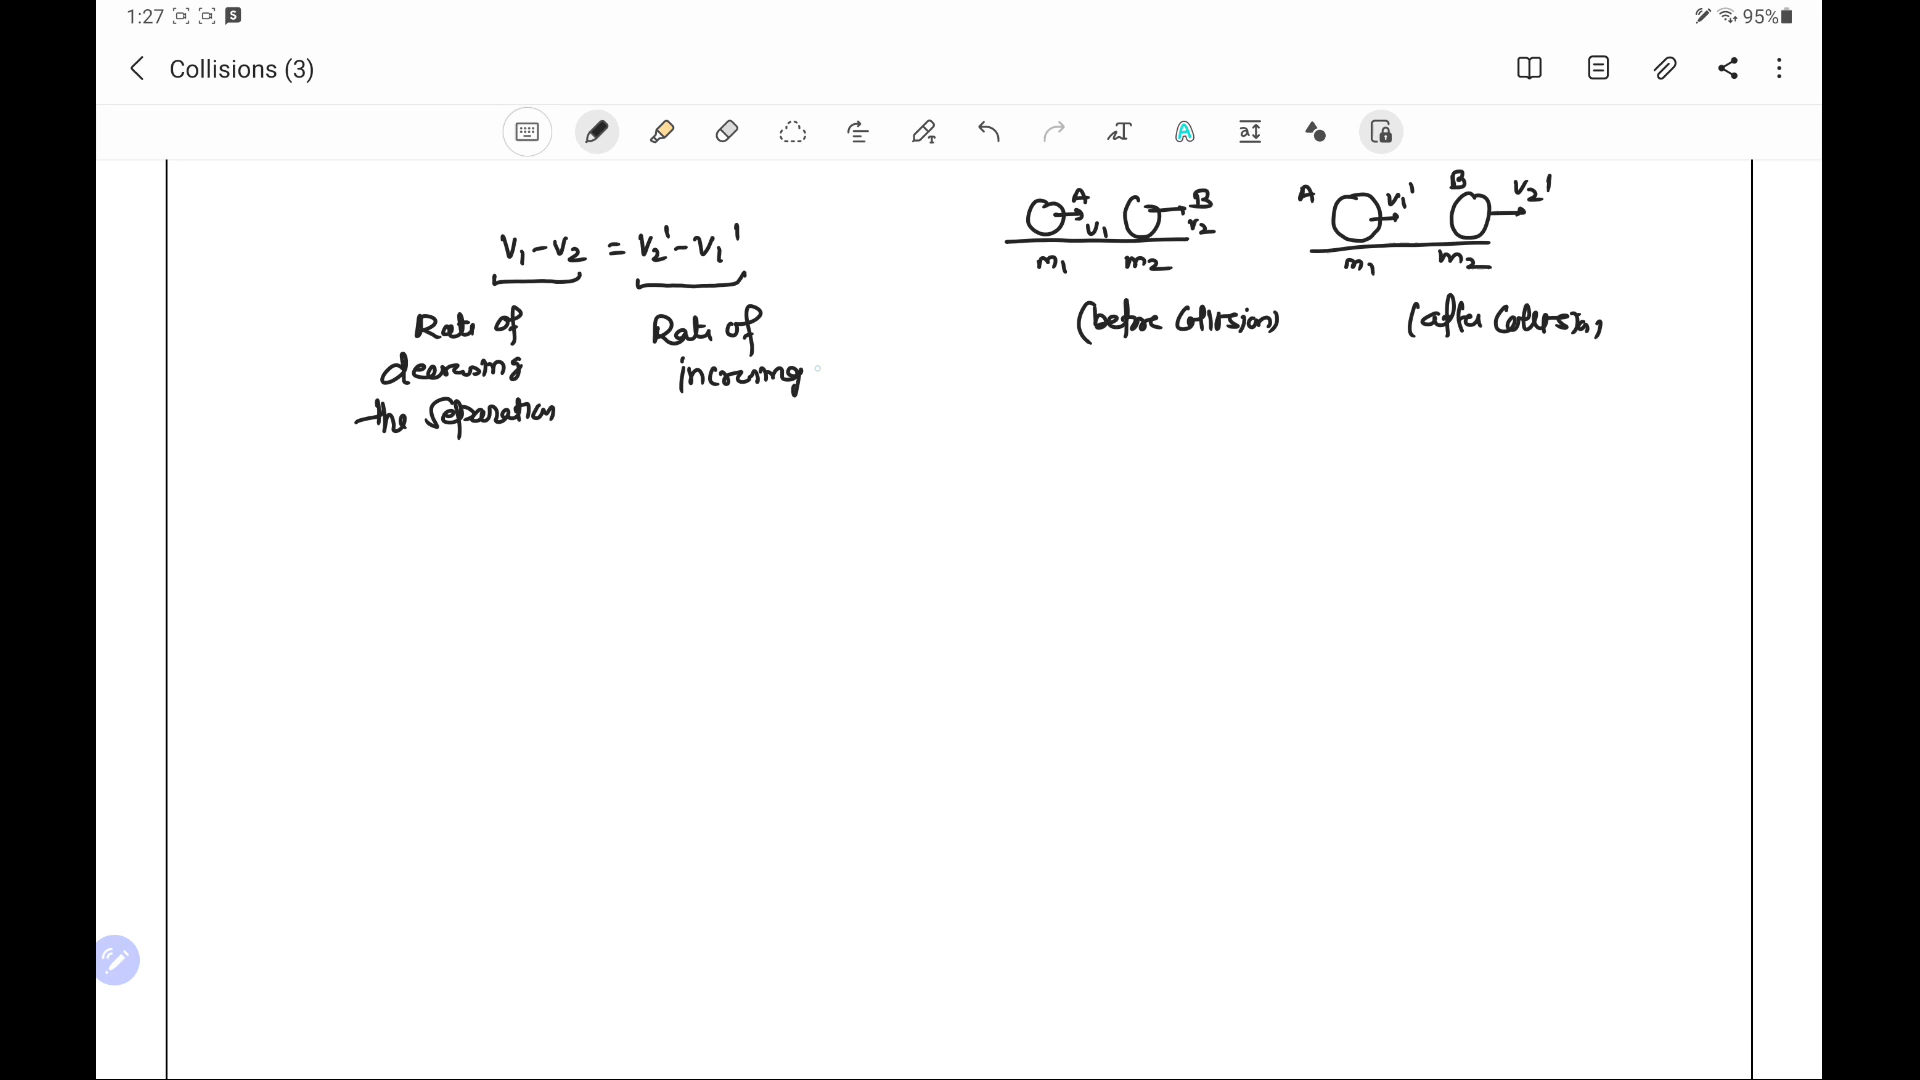 1:27 S 95%
Collisions (3)
A B A v₁' B v₂'
v₁ v₂
V₁ - V₂ = V₂' - V₁'
m₁ m₂ m₁ m₂
Rate of Rate of (before Collision) (after Collision)
decreasing increasing
the separation